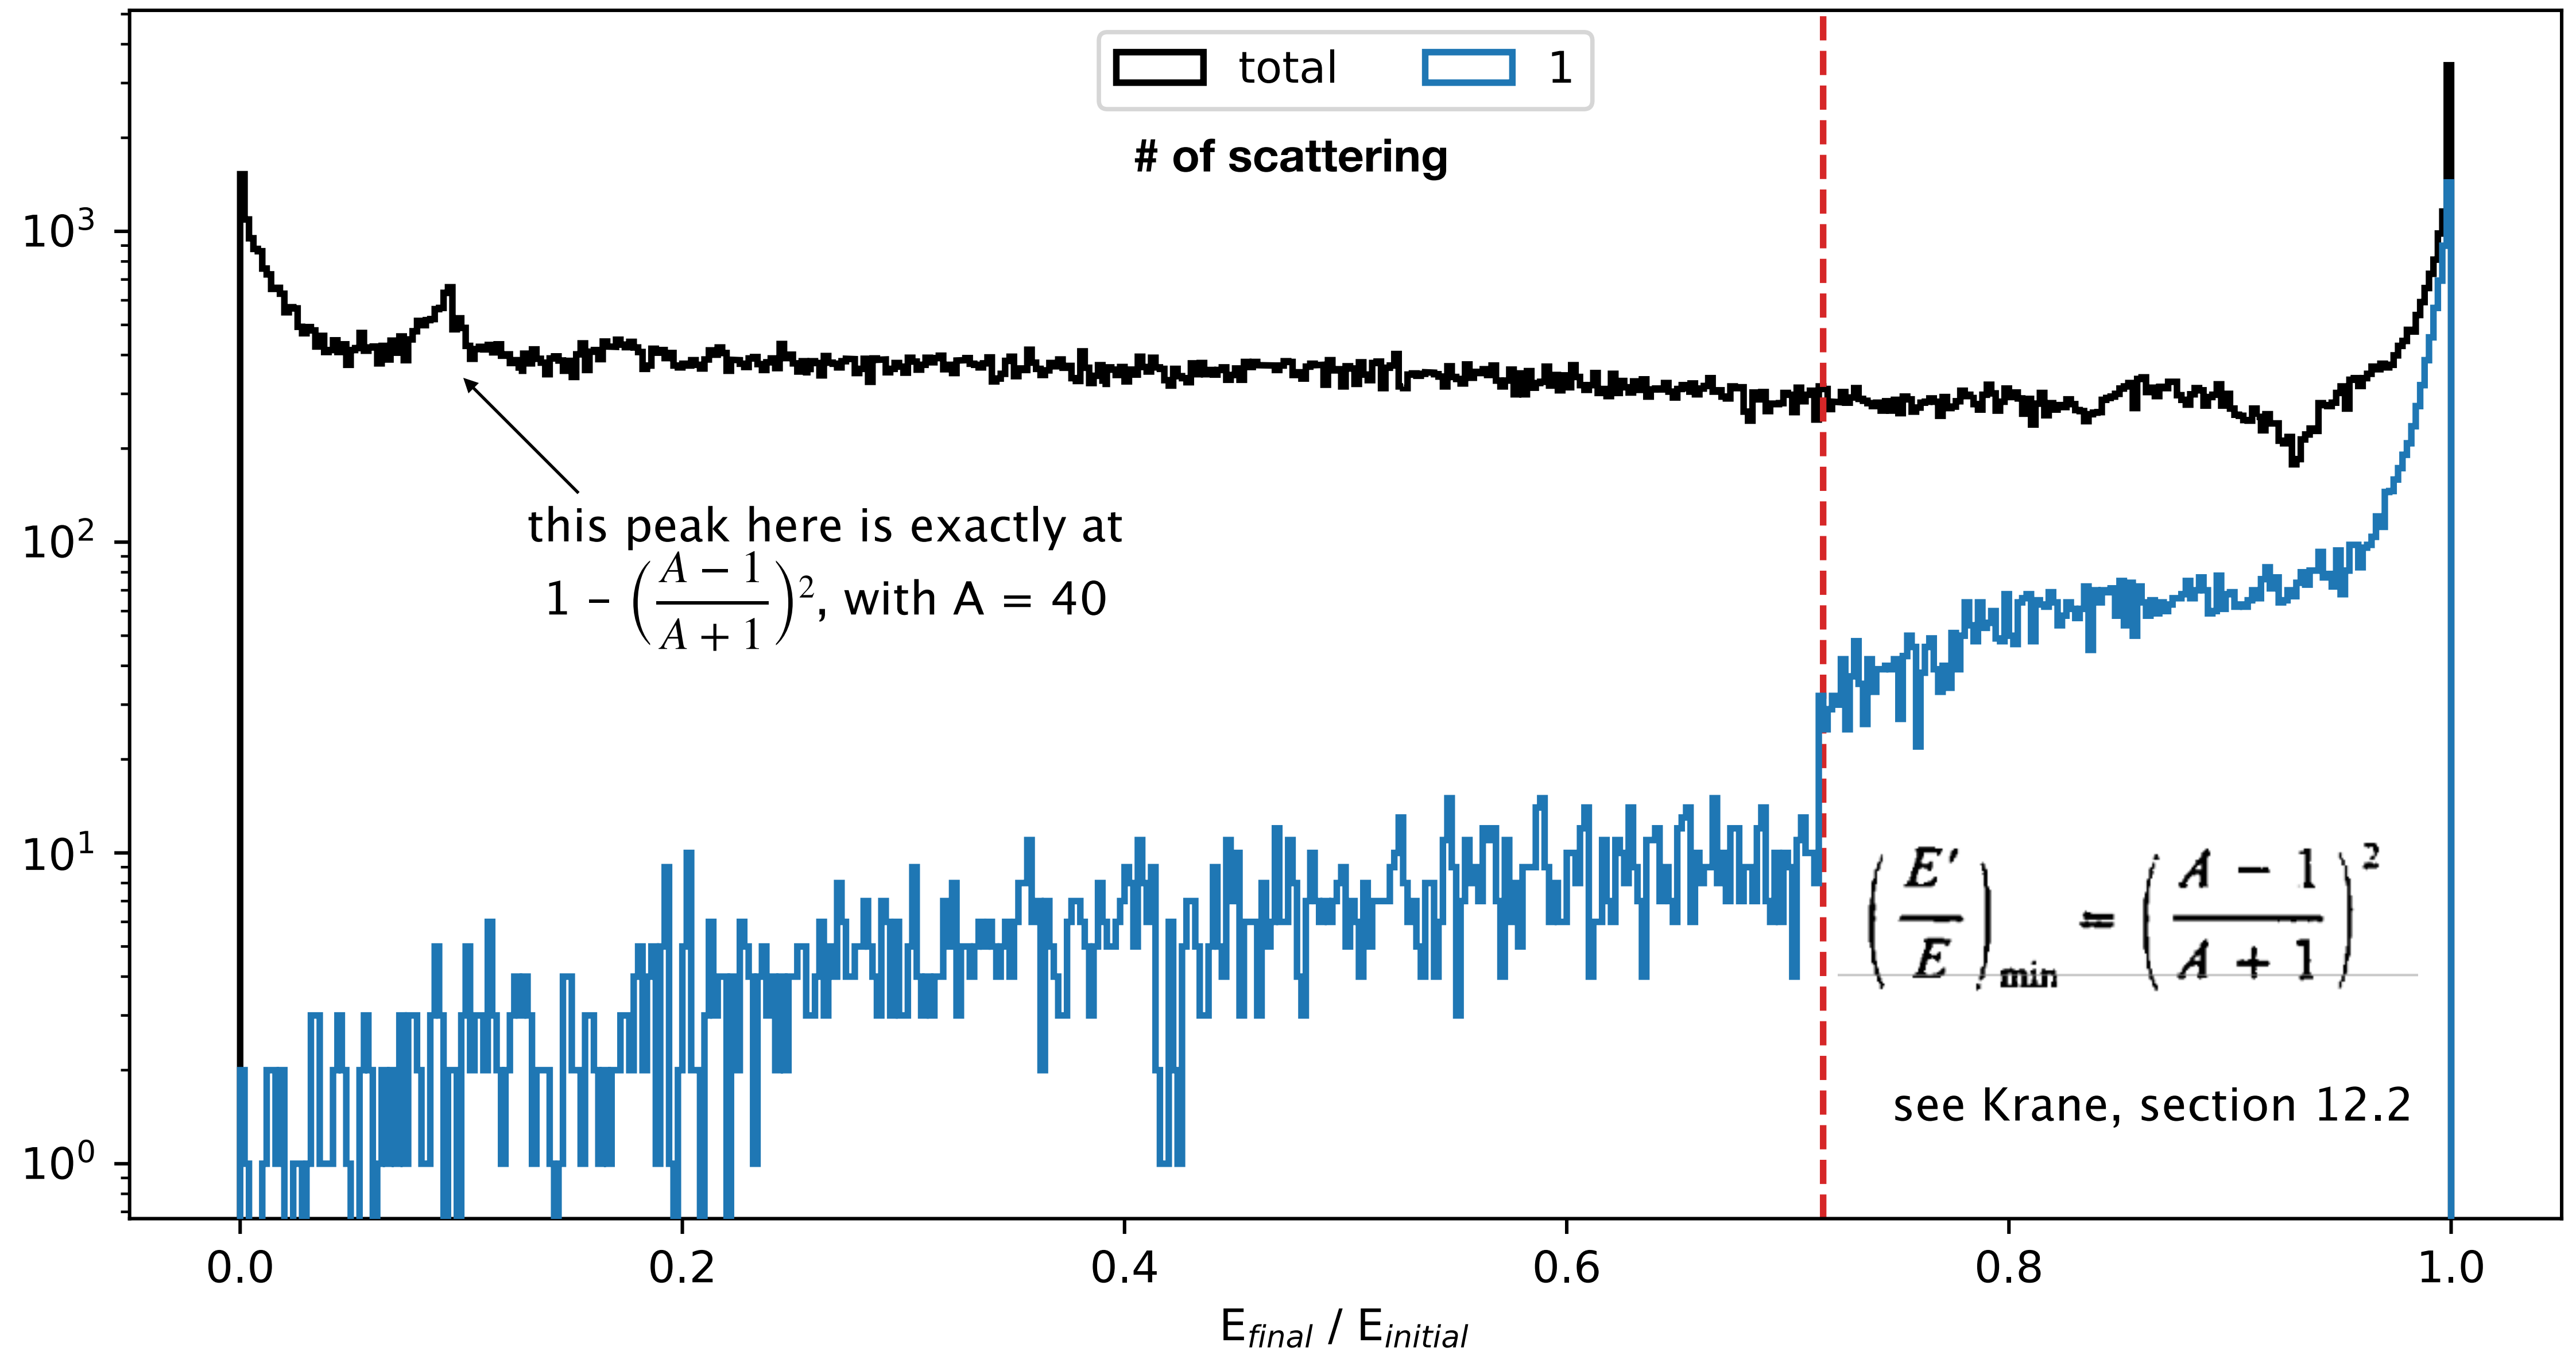 total 1
# of scattering
10³
this peak here is exactly at
10²
1 – (A − 1 / A + 1)², with A = 40
10¹
(E′ / E)min = (A − 1 / A + 1)²
see Krane, section 12.2
10⁰
0.0 0.2 0.4 0.6 0.8 1.0
Efinal / Einitial